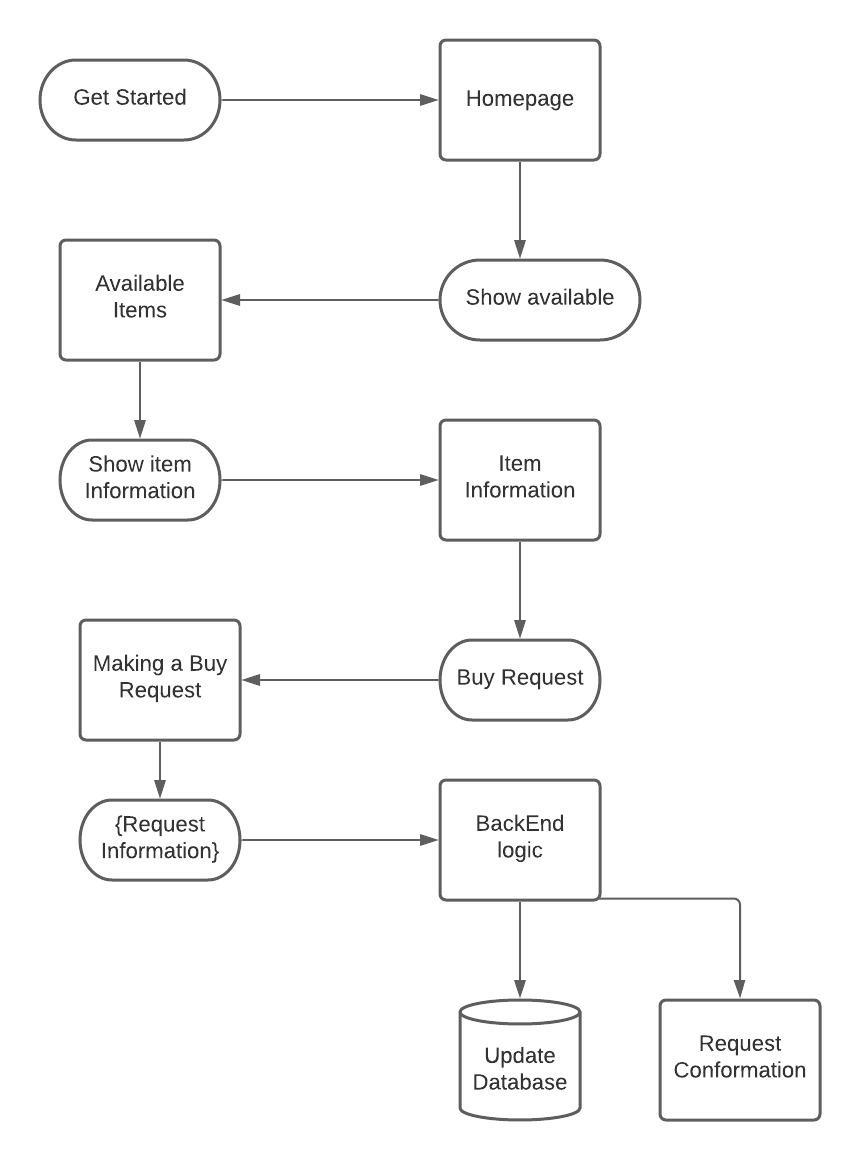 Get Started
Homepage
Show available
Available
Items
Show item
Information
Item
Information
Buy Request
Making a Buy
Request
{Request
Information}
BackEnd
logic
Update
Database
Request
Conformation